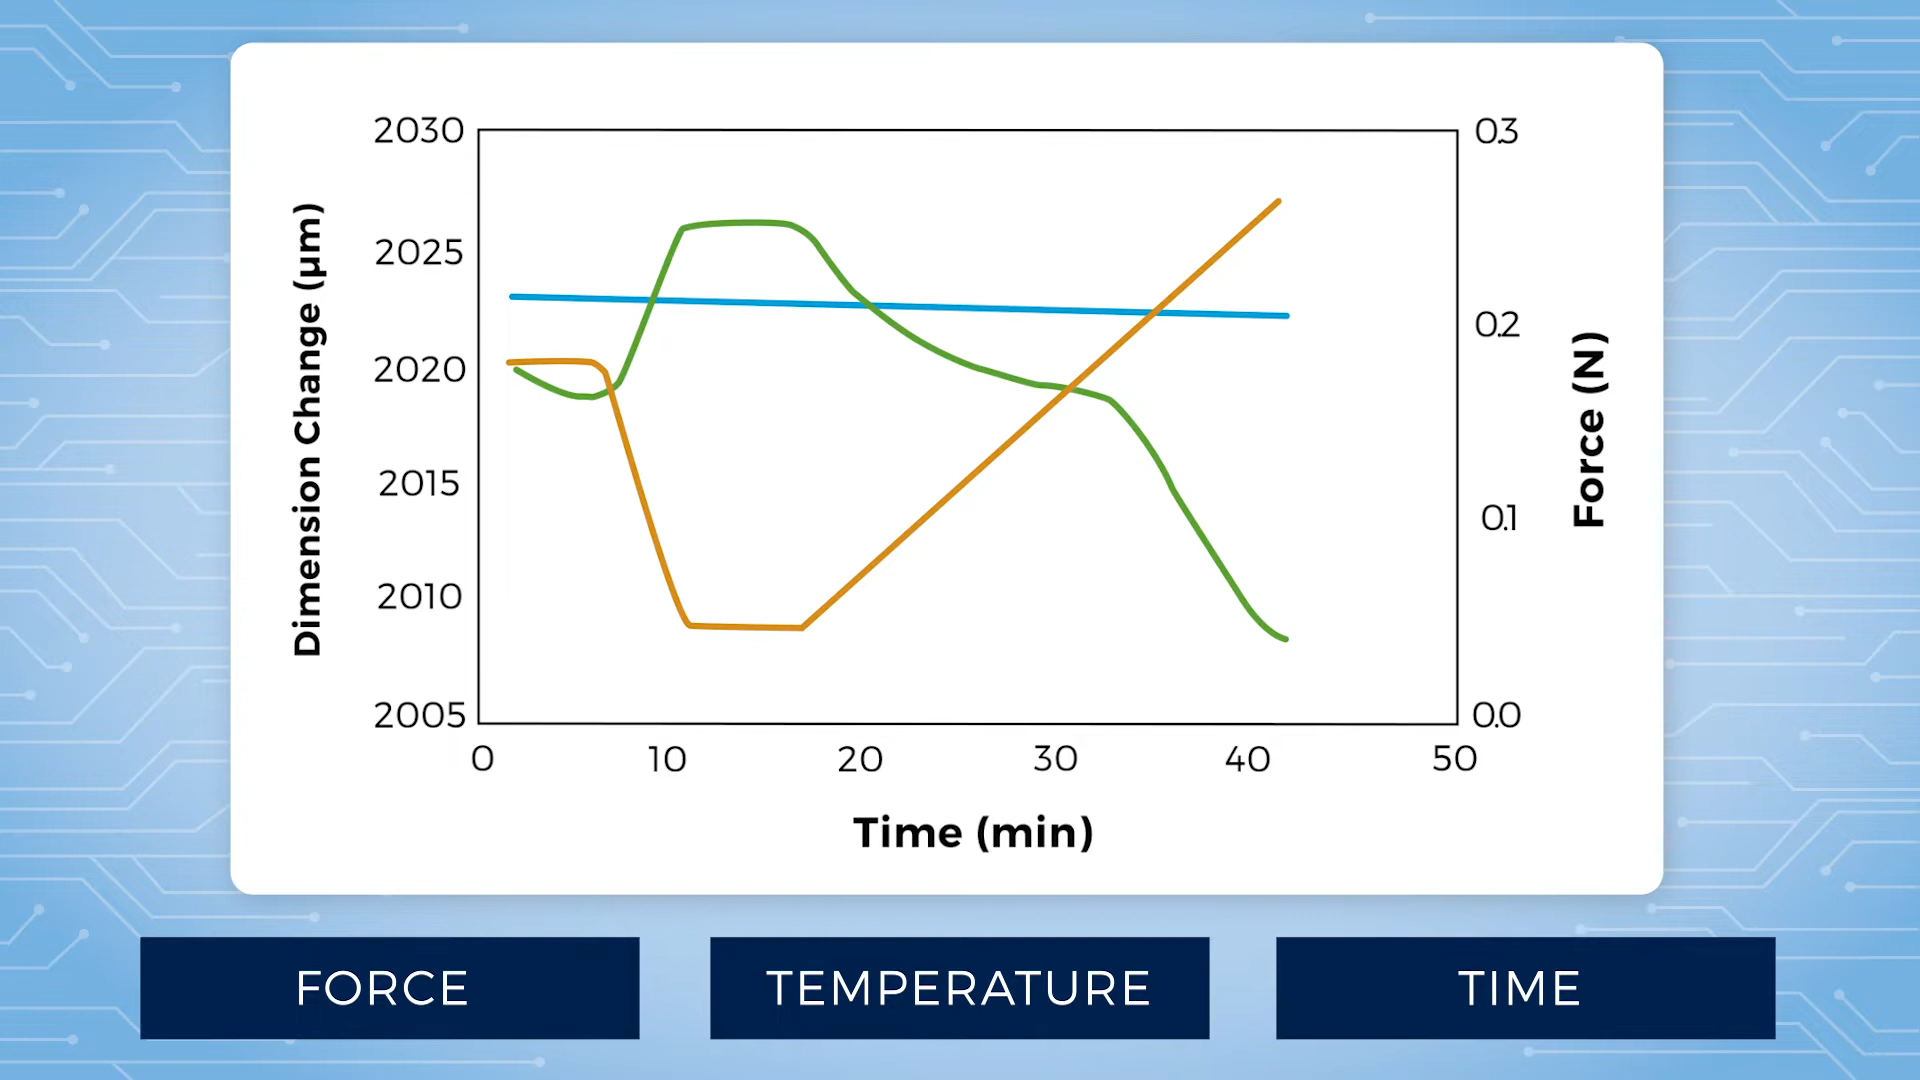 2030
2025
2020
2015
2010
2005
Dimension Change (µm)
0.3
0.2
0.1
0.0
Force (N)
0 10 20 30 40 50
Time (min)
FORCE
TEMPERATURE
TIME